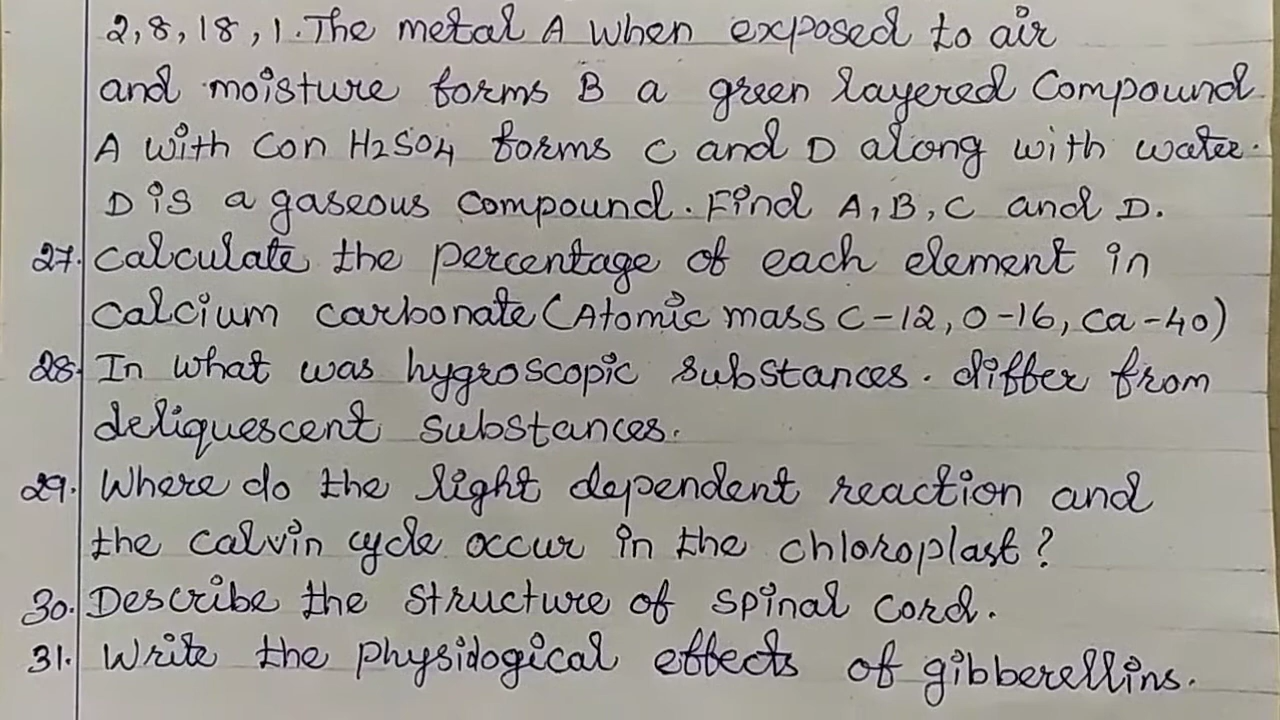 2,8,18,1. The metal A when exposed to air
and moisture forms B a green layered compound.
A with con H2SO4 forms C and D along with water.
D is a gaseous compound. Find A, B, C and D.
27. Calculate the percentage of each element in
calcium carbonate (Atomic mass C-12, O-16, Ca-40)
28. In what was hygroscopic substances. differ from
deliquescent substances.
29. Where do the light dependent reaction and
the calvin cycle occur in the chloroplast?
30. Describe the structure of spinal cord.
31. Write the physiological effects of gibberellins.